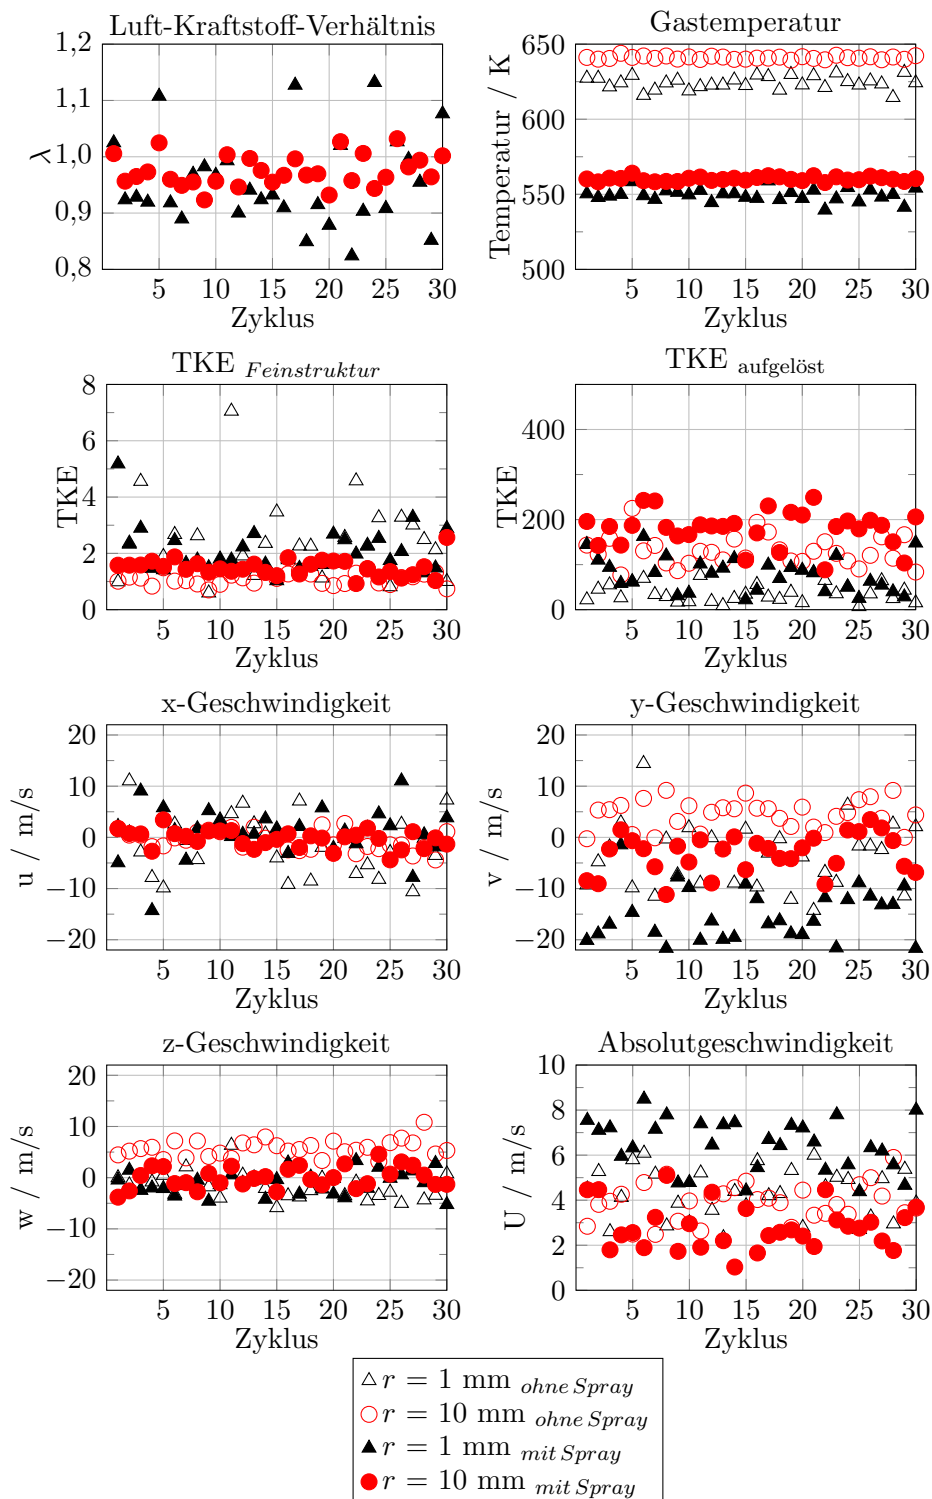 Luft-Kraftstoff-Verhältnis
1,2
1,1
1,0
0,9
0,8
λ
5 10 15 20 25 30
Zyklus
Gastemperatur
650
600
550
500
Temperatur / K
5 10 15 20 25 30
Zyklus
TKE Feinstruktur
8
6
4
2
0
TKE
5 10 15 20 25 30
Zyklus
TKE aufgelöst
400
200
0
TKE
5 10 15 20 25 30
Zyklus
x-Geschwindigkeit
20
10
0
−10
−20
u / m/s
5 10 15 20 25 30
Zyklus
y-Geschwindigkeit
20
10
0
−10
−20
v / m/s
5 10 15 20 25 30
Zyklus
z-Geschwindigkeit
20
10
0
−10
−20
w / m/s
5 10 15 20 25 30
Zyklus
Absolutgeschwindigkeit
10
8
6
4
2
0
U / m/s
5 10 15 20 25 30
Zyklus
r = 1 mm ohne Spray
r = 10 mm ohne Spray
r = 1 mm mit Spray
r = 10 mm mit Spray